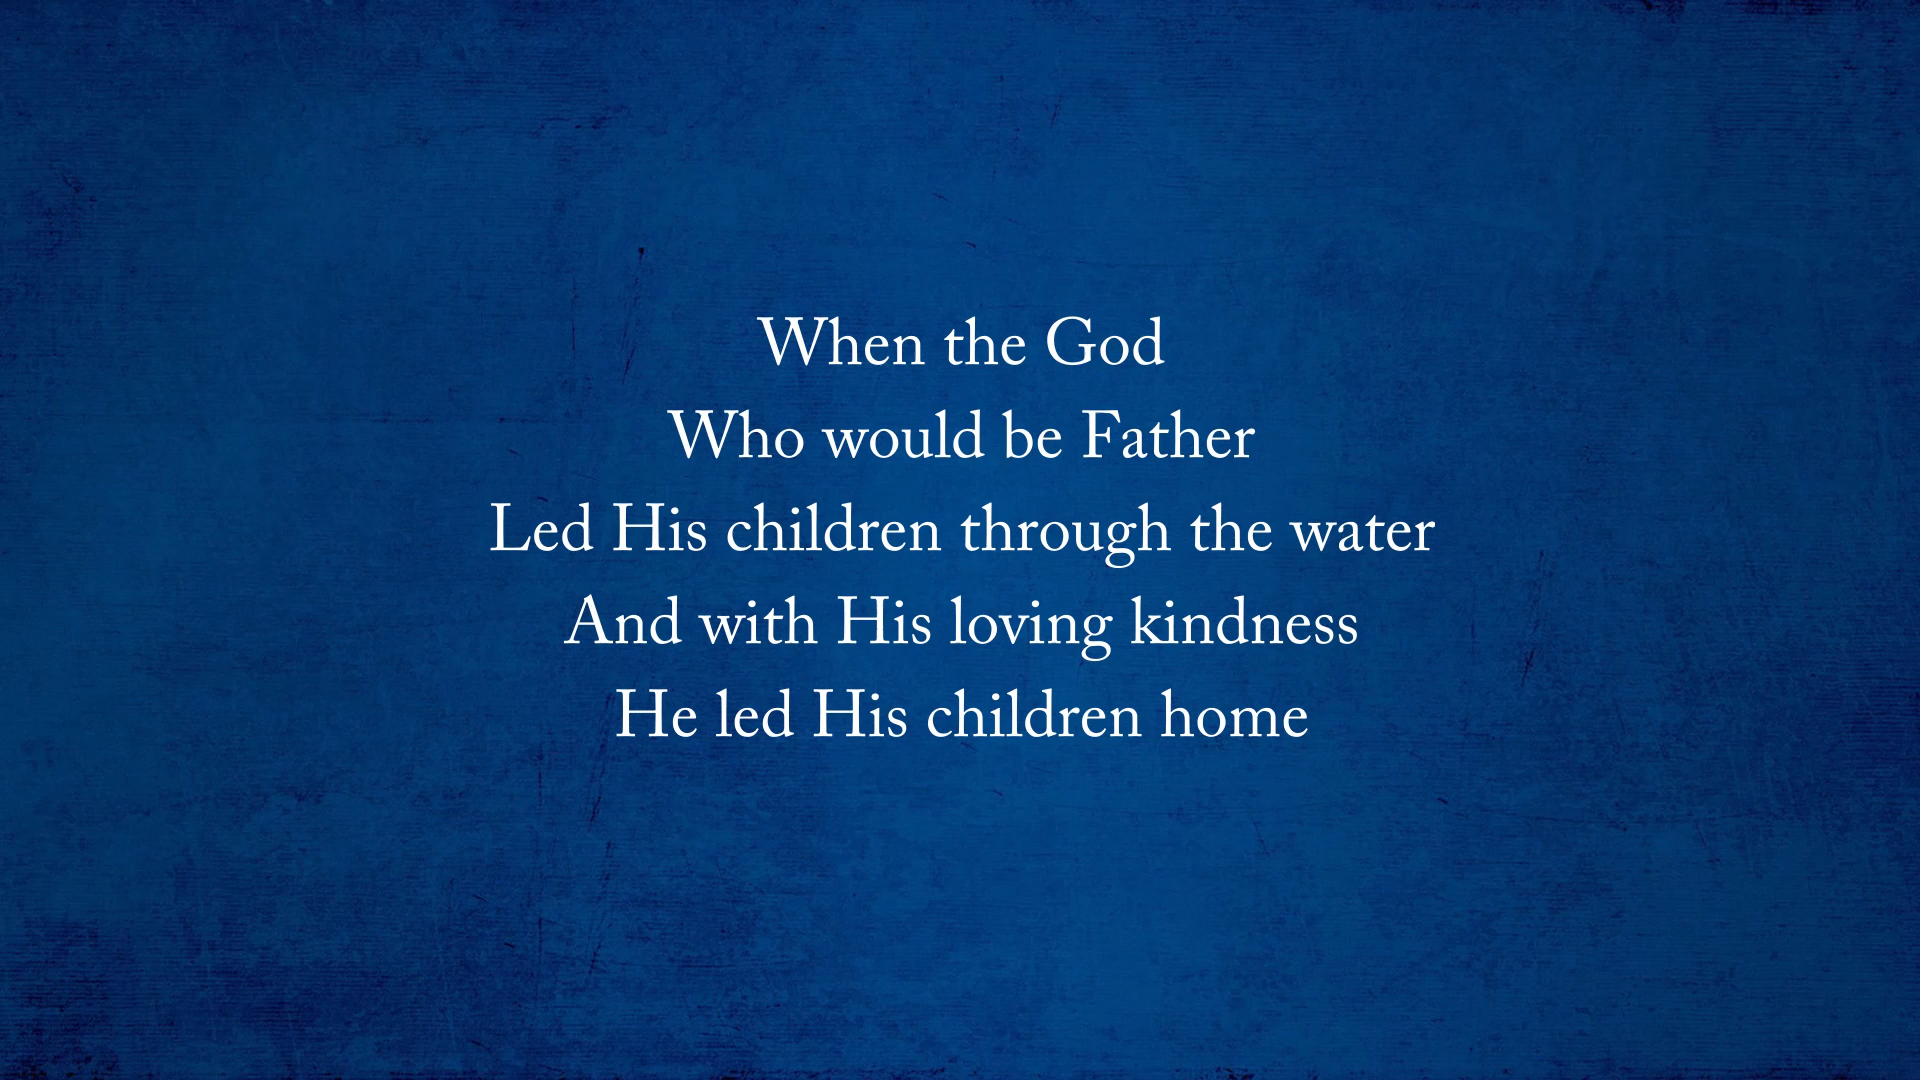 When the God
Who would be Father
Led His children through the water
And with His loving kindness
He led His children home